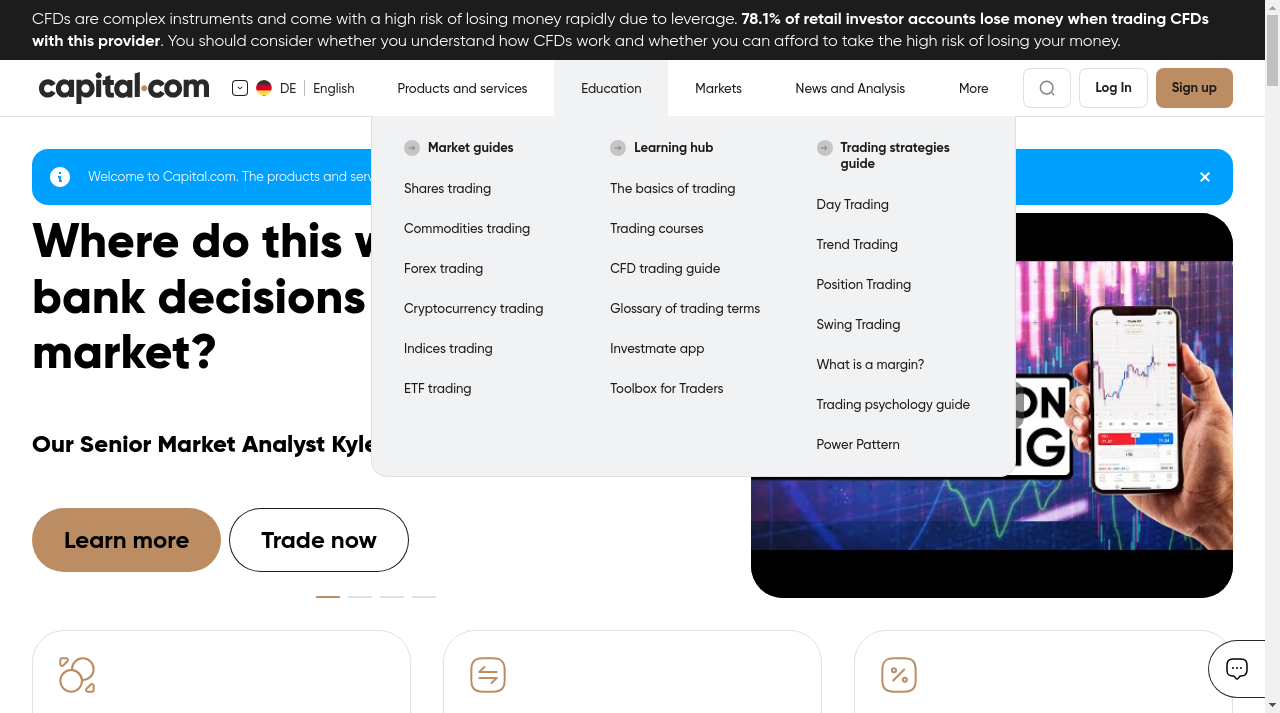 CFDs are complex instruments and come with a high risk of losing money rapidly due to leverage. 78.1% of retail investor accounts lose money when trading CFDs
with this provider. You should consider whether you understand how CFDs work and whether you can afford to take the high risk of losing your money.
capital.com
DE
English
Products and services
Education
Markets
News and Analysis
More
Log In
Sign up
Welcome to Capital.com. The products and serv
Market guides
Shares trading
Commodities trading
Forex trading
Cryptocurrency trading
Indices trading
ETF trading
Learning hub
The basics of trading
Trading courses
CFD trading guide
Glossary of trading terms
Investmate app
Toolbox for Traders
Trading strategies
guide
Day Trading
Trend Trading
Position Trading
Swing Trading
What is a margin?
Trading psychology guide
Power Pattern
Where do this w
bank decisions
market?
Our Senior Market Analyst Kyle
Learn more
Trade now
ON
NG